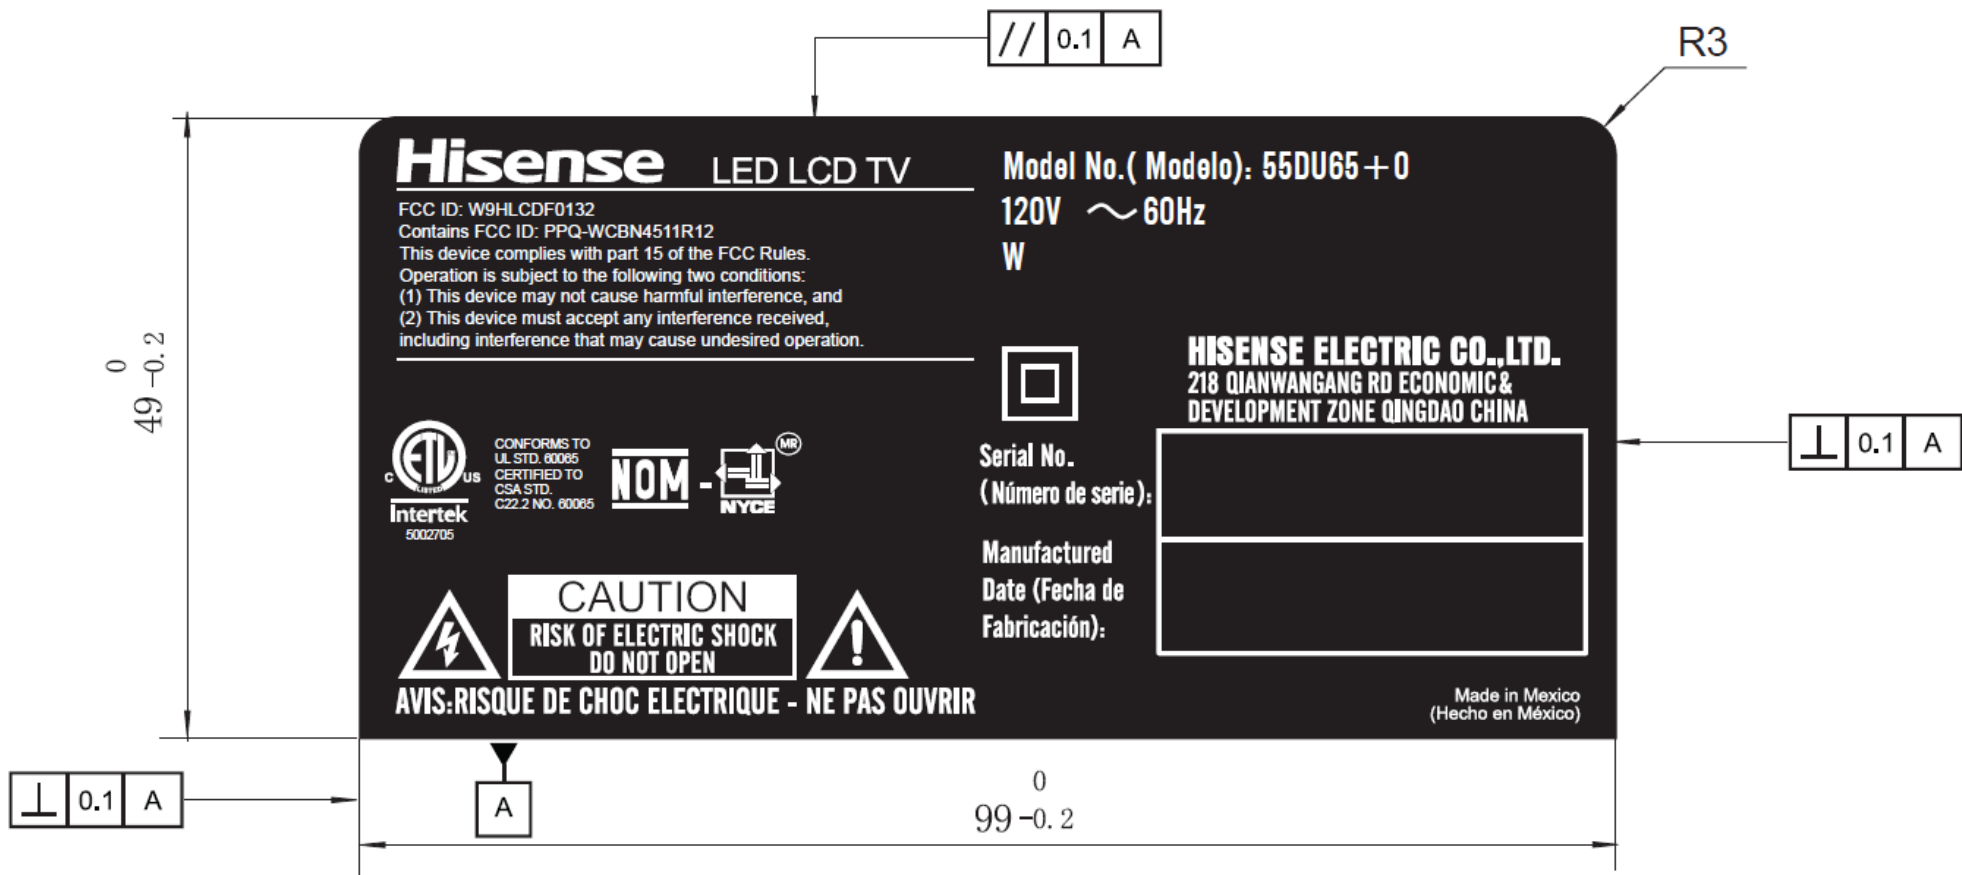 // 0.1 A
R3
Hisense LED LCD TV
FCC ID: W9HLCDF0132
Contains FCC ID: PPQ-WCBN4511R12
This device complies with part 15 of the FCC Rules.
Operation is subject to the following two conditions:
(1) This device may not cause harmful interference, and
(2) This device must accept any interference received,
including interference that may cause undesired operation.
Model No.( Modelo): 55DU65+0
120V ～ 60Hz
W
0
49 -0.2
HISENSE ELECTRIC CO.,LTD.
218 QIANWANGANG RD ECONOMIC &
DEVELOPMENT ZONE QINGDAO CHINA
C ETL US
LISTED
Intertek
5002705
CONFORMS TO
UL STD. 60065
CERTIFIED TO
CSA STD.
C22.2 NO. 60065
NOM - NYCE MR
Serial No.
(Número de serie):
Manufactured
Date (Fecha de
Fabricación):
⊥ 0.1 A
CAUTION
RISK OF ELECTRIC SHOCK
DO NOT OPEN
AVIS:RISQUE DE CHOC ELECTRIQUE - NE PAS OUVRIR
Made in Mexico
(Hecho en México)
⊥ 0.1 A
A
0
99 -0.2